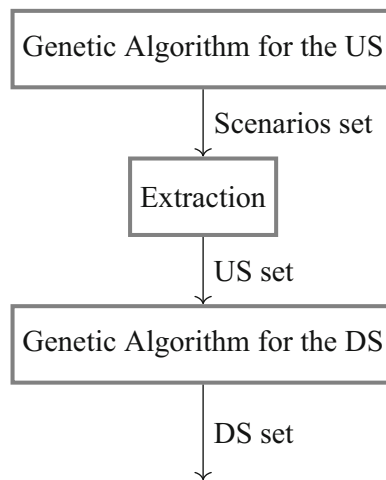 Genetic Algorithm for the US
Scenarios set
Extraction
US set
Genetic Algorithm for the DS
DS set